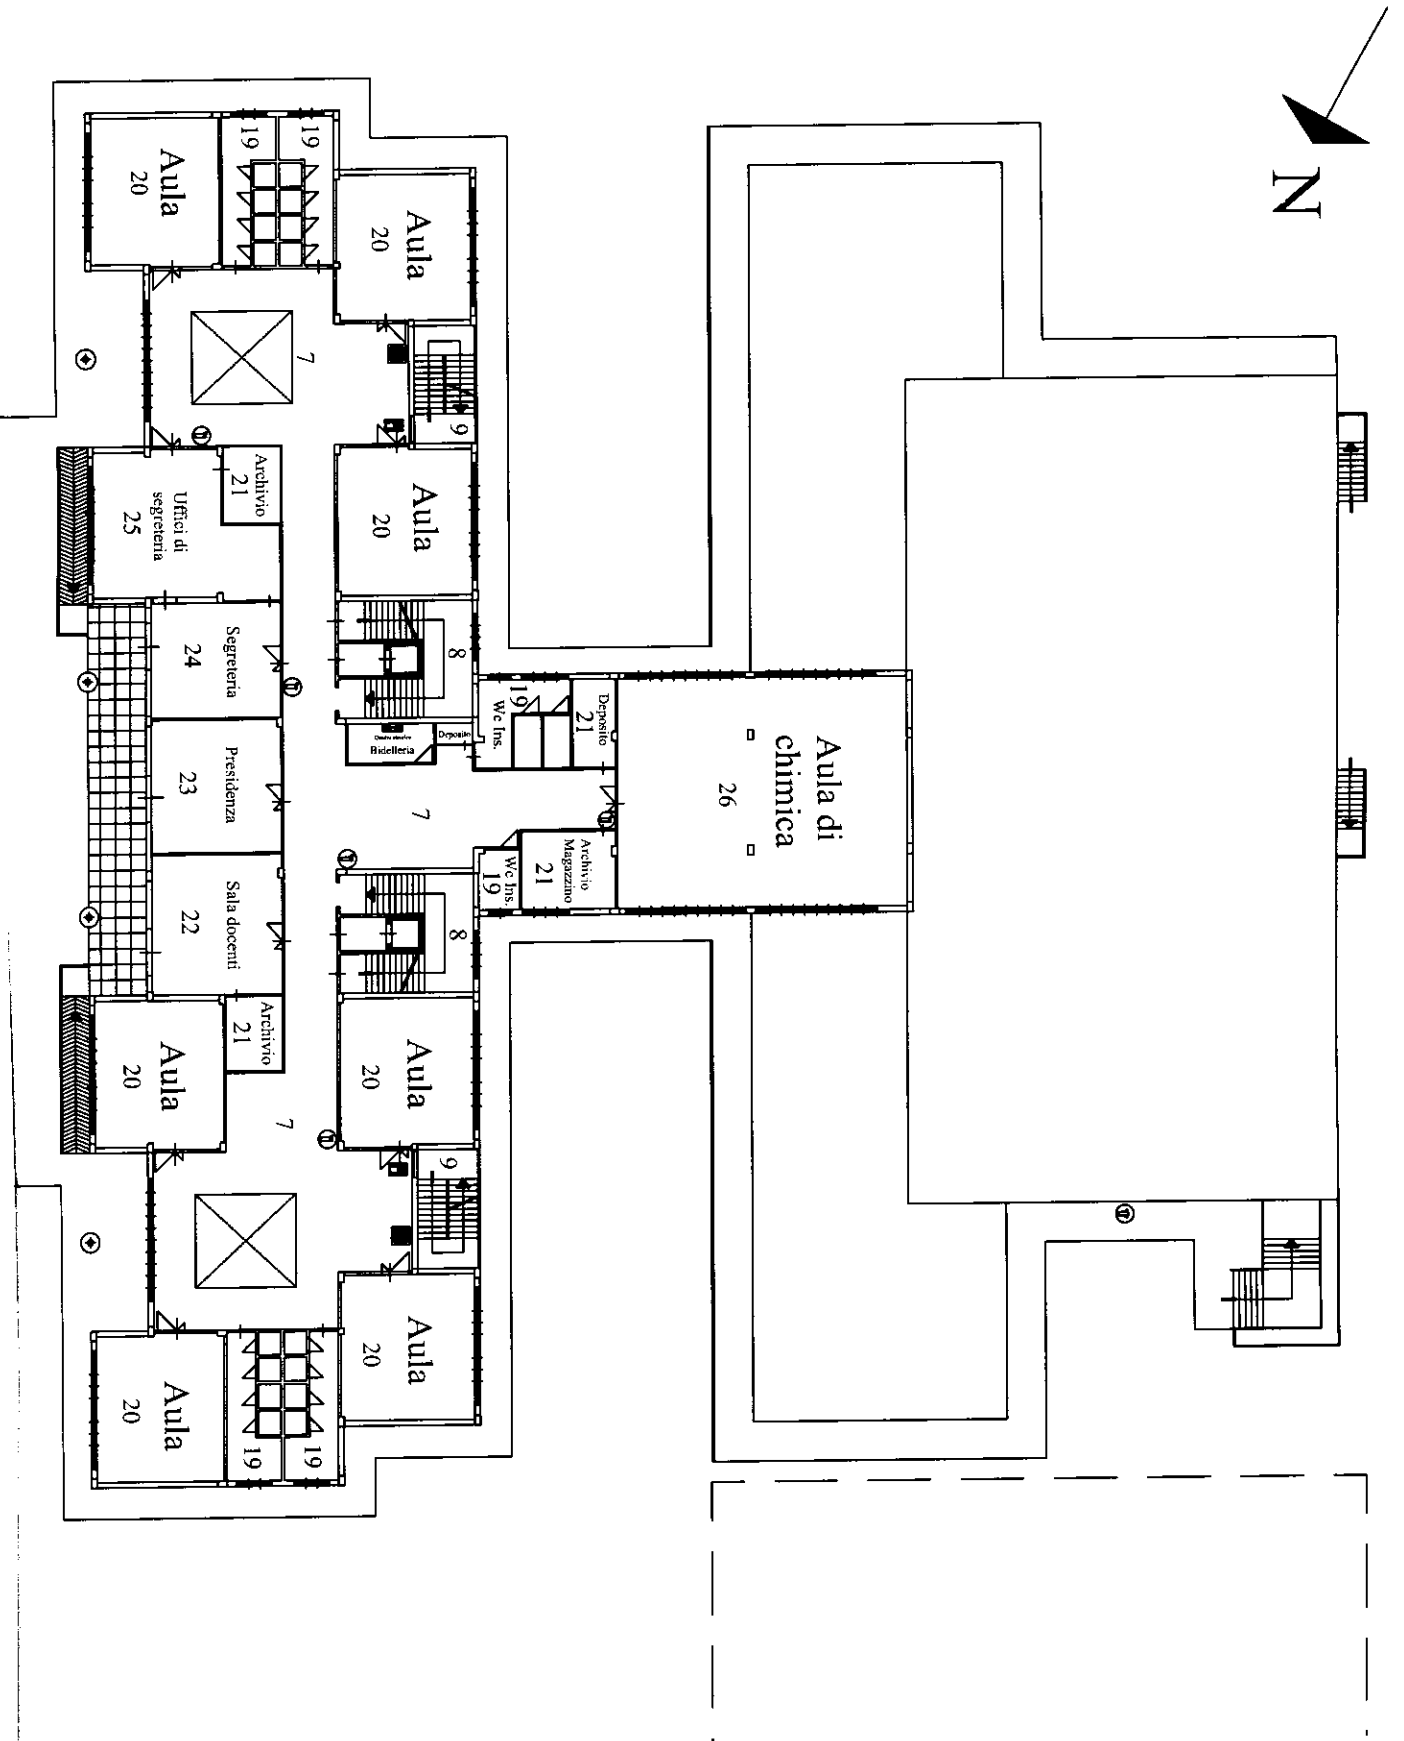 N
Aula
20
19
19
Aula
20
7
9
Archivio
21
Uffici di
segreteria
25
Aula
20
Segreteria
24
8
19
Wc Ins.
Deposito
21
Deposito
Bidelleria
Presidenza
23
7
Aula di
chimica
26
Archivio
Magazzino
21
Wc Ins.
19
Sala docenti
22
8
Archivio
21
Aula
20
Aula
20
7
9
Aula
20
Aula
20
19
19